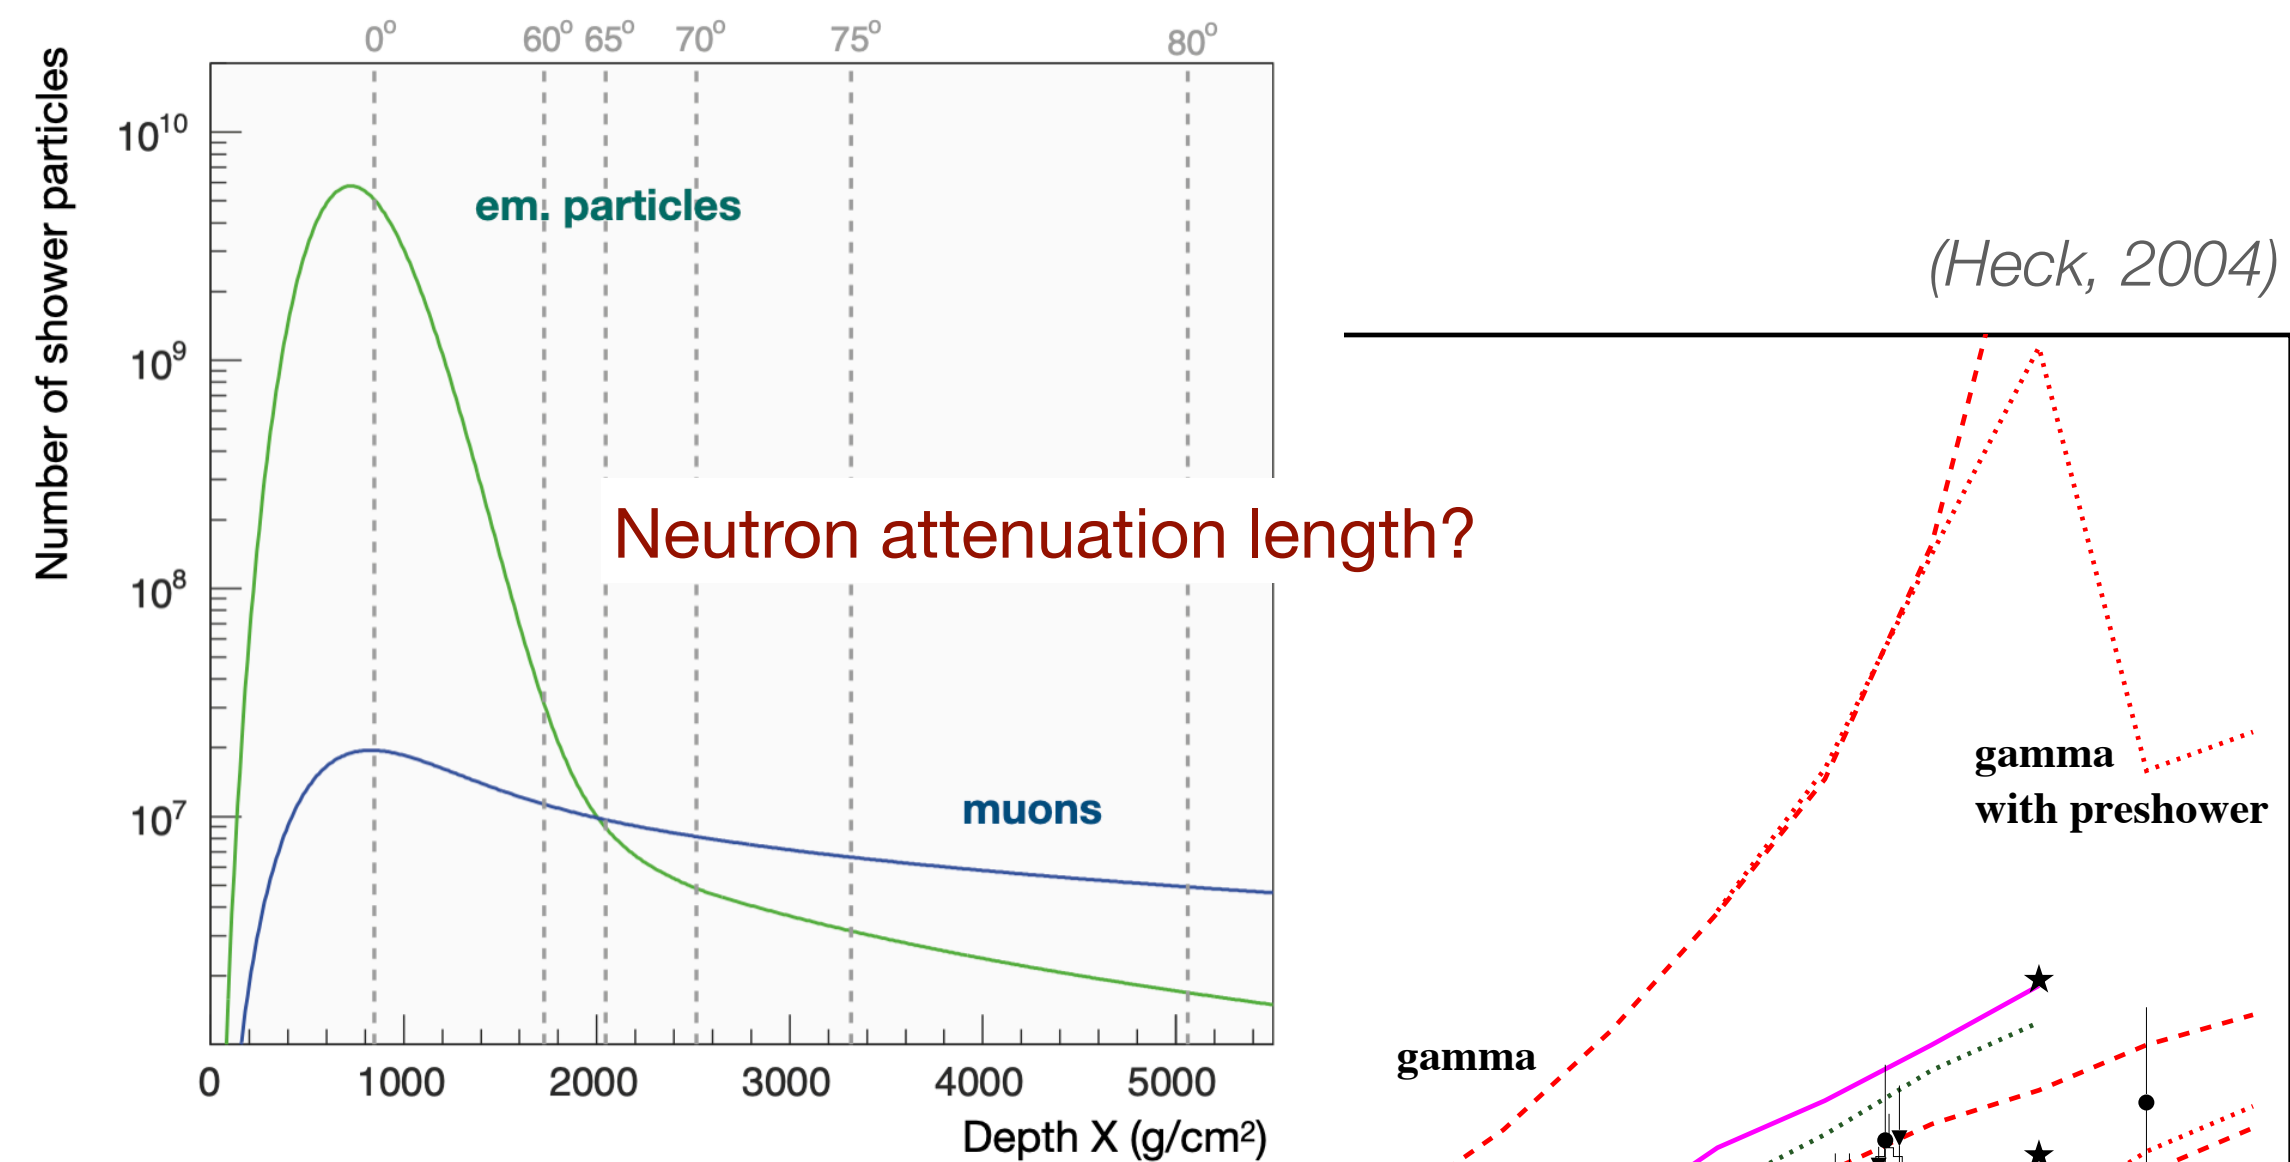 0° 60° 65° 70° 75° 80°
Number of shower particles
10¹⁰
10⁹
10⁸
10⁷
em. particles
Neutron attenuation length?
muons
0 1000 2000 3000 4000 5000
Depth X (g/cm²)
(Heck, 2004)
gamma
with preshower
gamma